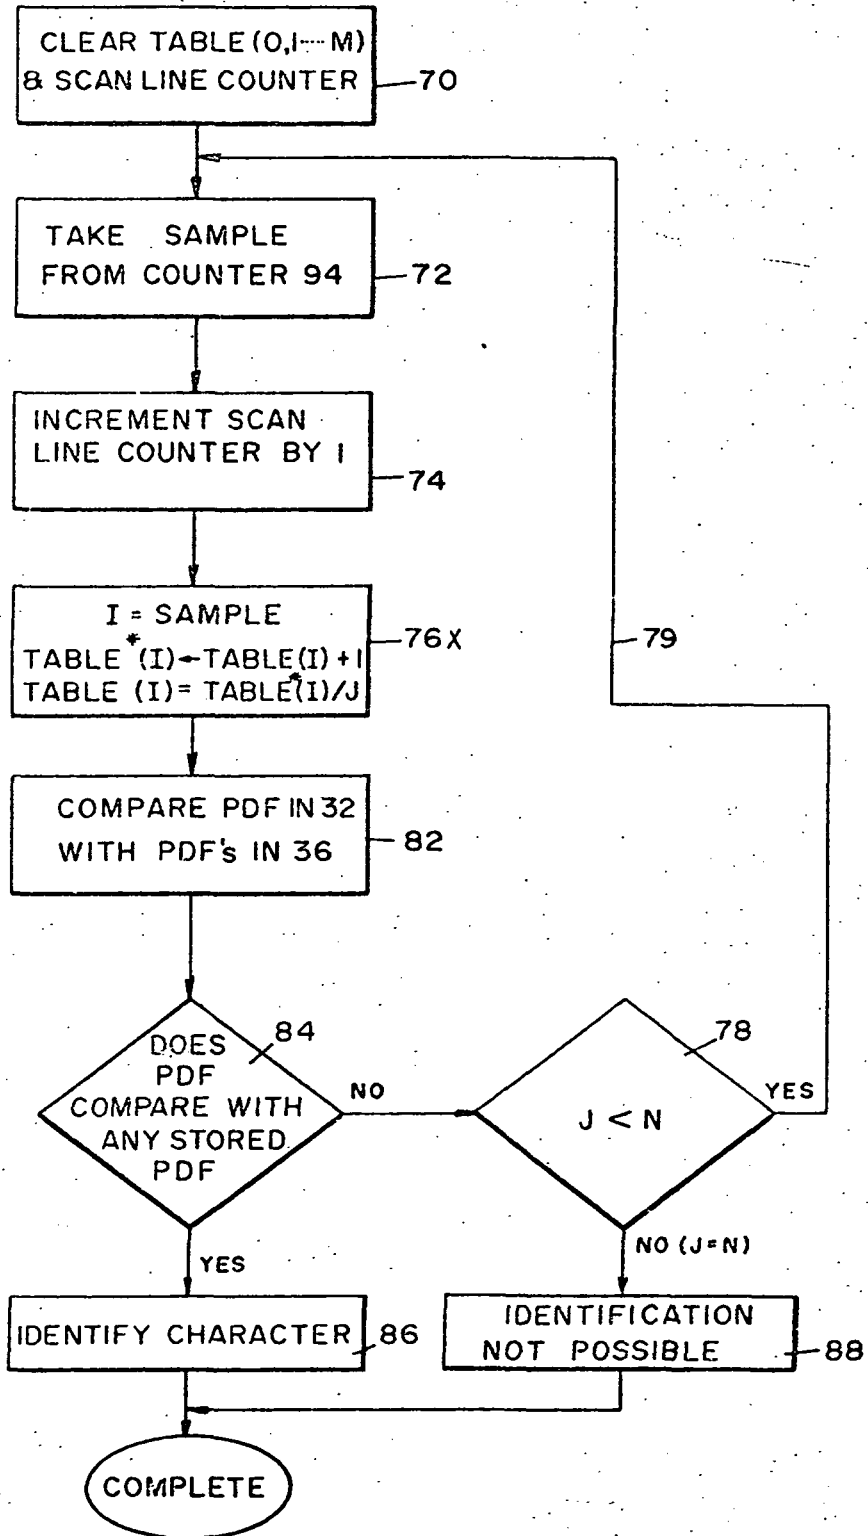 CLEAR TABLE (0,1----M)
& SCAN LINE COUNTER
70
TAKE SAMPLE
FROM COUNTER 94
72
INCREMENT SCAN
LINE COUNTER BY 1
74
I = SAMPLE
TABLE* (I)←TABLE(I)+1
TABLE (I)= TABLE*(I)/J
76X
79
COMPARE PDF IN 32
WITH PDF's IN 36
82
DOES
PDF
COMPARE WITH
ANY STORED
PDF
84
NO
J < N
78
YES
YES
NO (J=N)
IDENTIFY CHARACTER
86
IDENTIFICATION
NOT POSSIBLE
88
COMPLETE